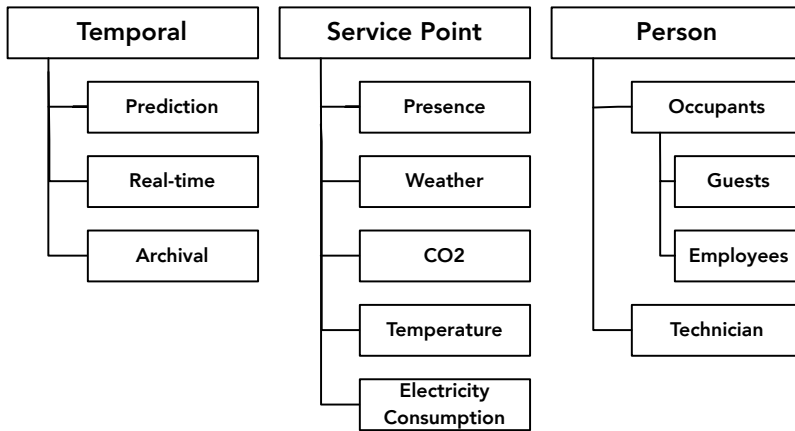 Temporal
Prediction
Real-time
Archival
Service Point
Presence
Weather
CO2
Temperature
Electricity
Consumption
Person
Occupants
Guests
Employees
Technician